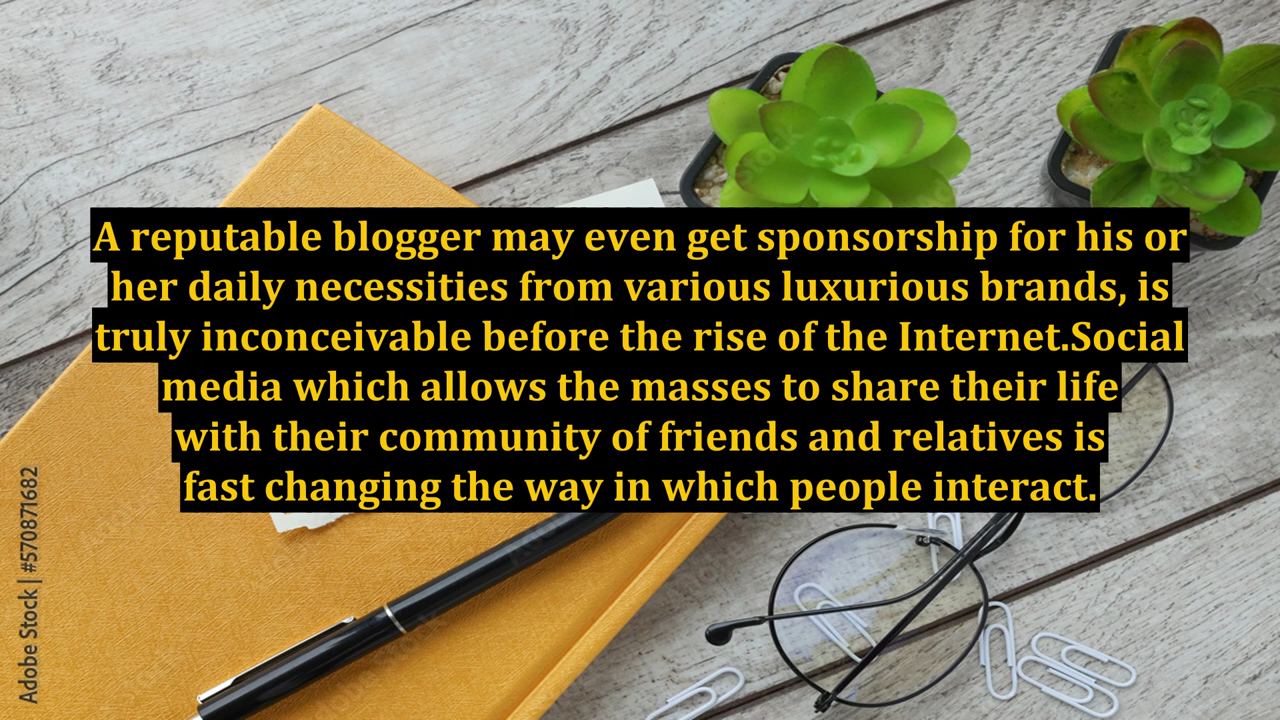 A reputable blogger may even get sponsorship for his or
her daily necessities from various luxurious brands, is
truly inconceivable before the rise of the Internet.Social
media which allows the masses to share their life
with their community of friends and relatives is
fast changing the way in which people interact.
Adobe Stock | #570871682